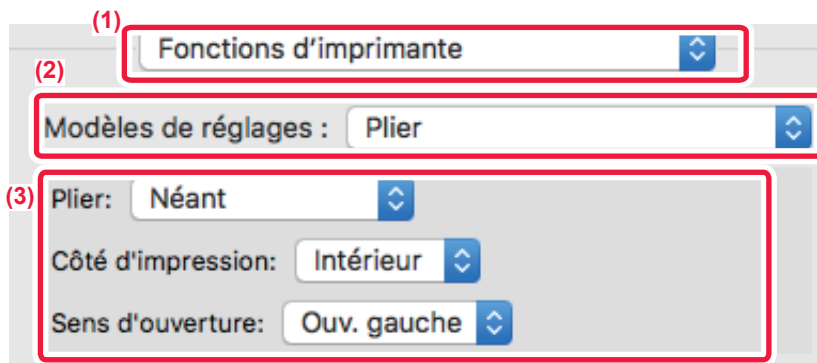 (1)
Fonctions d'imprimante
(2)
Modèles de réglages : Plier
(3)
Plier: Néant
Côté d'impression: Intérieur
Sens d'ouverture: Ouv. gauche